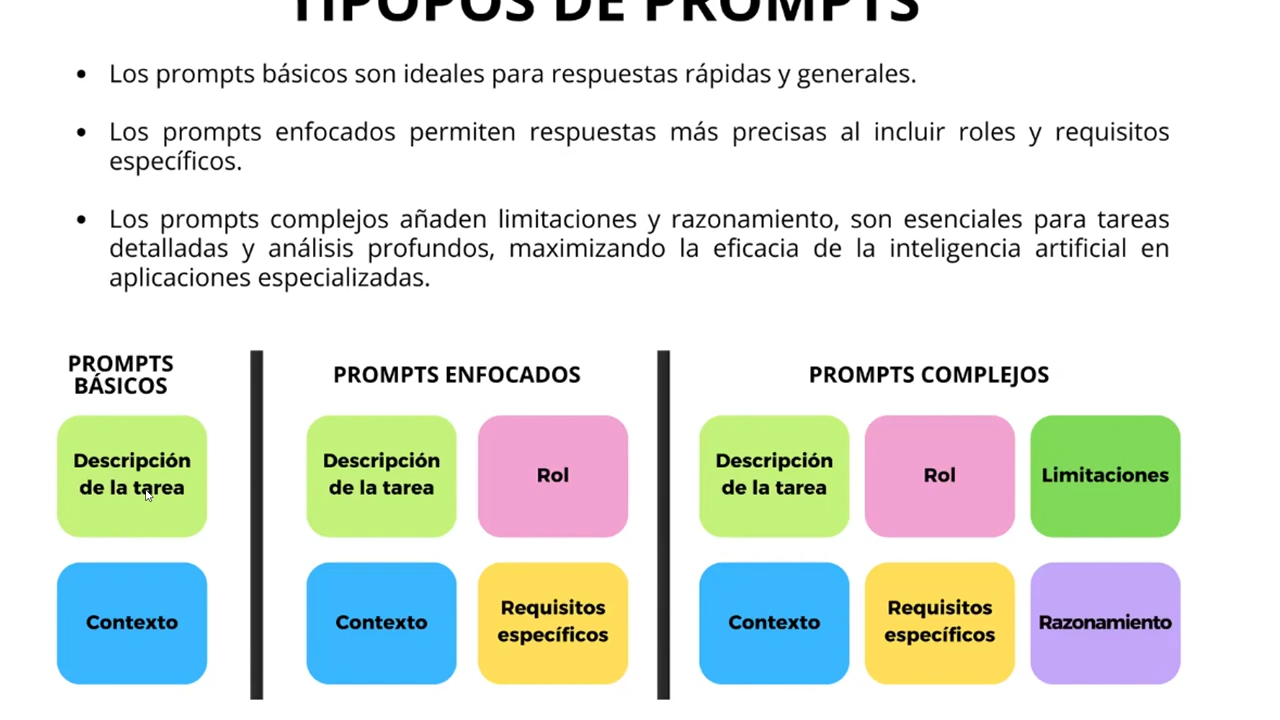 TIPOPOS DE PROMPTS
• Los prompts básicos son ideales para respuestas rápidas y generales.
• Los prompts enfocados permiten respuestas más precisas al incluir roles y requisitos
específicos.
• Los prompts complejos añaden limitaciones y razonamiento, son esenciales para tareas
detalladas y análisis profundos, maximizando la eficacia de la inteligencia artificial en
aplicaciones especializadas.
PROMPTS
BÁSICOS
Descripción
de la tarea
Contexto
PROMPTS ENFOCADOS
Descripción
de la tarea
Rol
Contexto
Requisitos
específicos
PROMPTS COMPLEJOS
Descripción
de la tarea
Rol
Limitaciones
Contexto
Requisitos
específicos
Razonamiento